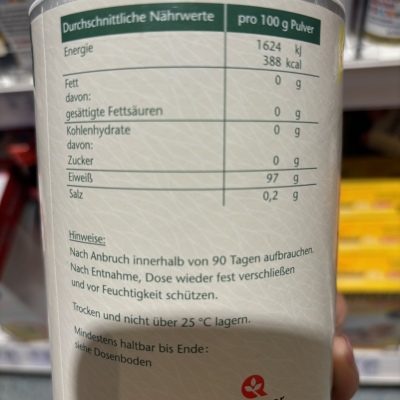 Durchschnittliche Nährwerte pro 100 g Pulver
Energie 1624 kJ
388 kcal
Fett 0 g
davon:
gesättigte Fettsäuren 0 g
Kohlenhydrate 0 g
davon:
Zucker 0 g
Eiweiß 97 g
Salz 0,2 g
Hinweise:
Nach Anbruch innerhalb von 90 Tagen aufbrauchen.
Nach Entnahme, Dose wieder fest verschließen
und vor Feuchtigkeit schützen.
Trocken und nicht über 25 °C lagern.
Mindestens haltbar bis Ende:
siehe Dosenboden